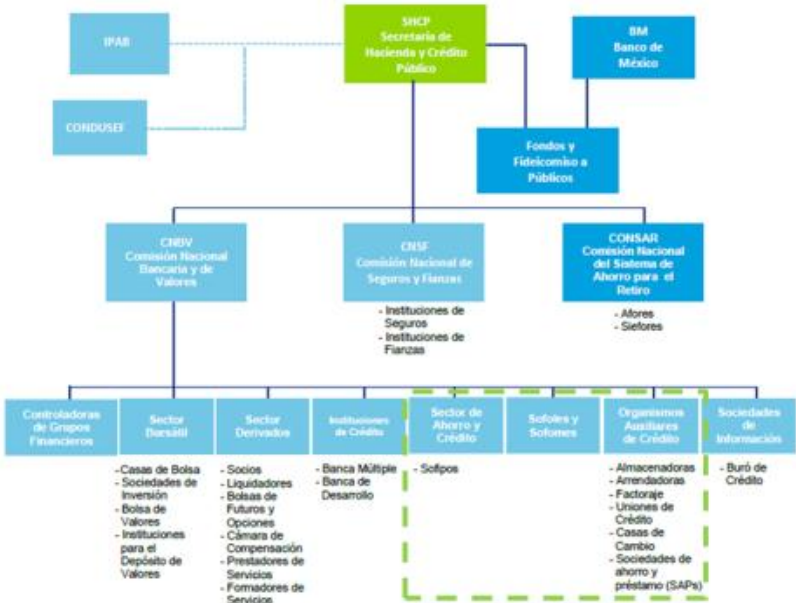 SHCP
Secretaría de
Hacienda y Crédito
Público
IPAB
BM
Banco de
México
CONDUSEF
Fondos y
Fideicomiso a
Públicos
CNBV
Comisión Nacional
Bancaria y de
Valores
CNSF
Comisión Nacional de
Seguros y Fianzas
CONSAR
Comisión Nacional
del Sistema de
Ahorro para el
Retiro
- Instituciones de
Seguros
- Instituciones de
Fianzas
- Afores
- Siefores
Controladoras
de Grupos
Financieros
Sector
Bursátil
Sector
Derivados
Instituciones
de Crédito
Sector de
Ahorro y
Crédito
Sofoles y
Sofomes
Organismos
Auxiliares
de Crédito
Sociedades
de
Información
- Casas de Bolsa
- Sociedades de
Inversión
- Bolsa de
Valores
- Instituciones
para el
Depósito de
Valores
- Socios
- Liquidadores
- Bolsas de
Futuros y
Opciones
- Cámara de
Compensación
- Prestadores de
Servicios
- Formadores de
Servicios
- Banca Múltiple
- Banca de
Desarrollo
- Sofipos
- Almacenadoras
- Arrendadoras
- Factoraje
- Uniones de
Crédito
- Casas de
Cambio
- Sociedades de
ahorro y
préstamo (SAPs)
- Buró de
Crédito